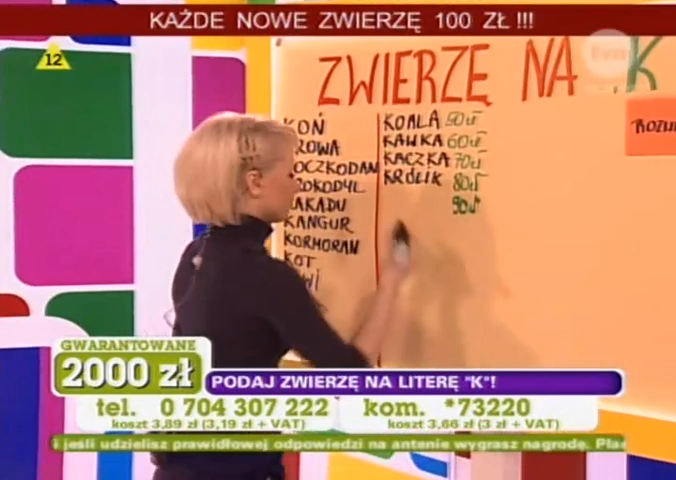 KAŻDE NOWE ZWIERZĘ 100 ZŁ !!!
12
tvn
ZWIERZĘ NA K
KOŃ
KROWA
KOCZKODAN
KROKODYL
KAKADU
KANGUR
KORMORAN
KOT
KIWI
KOALA 50 zł
KAWKA 60 zł
KACZKA 70 zł
KRÓLIK 80 zł
90 zł
GWARANTOWANE
2000 zł
PODAJ ZWIERZĘ NA LITERĘ "K"!
tel. 0 704 307 222
koszt 3,89 zł (3,19 zł + VAT)
kom. *73220
koszt 3,66 zł (3 zł + VAT)
i jeśli udzielisz prawidłowej odpowiedzi na antenie wygrasz nagrodę.